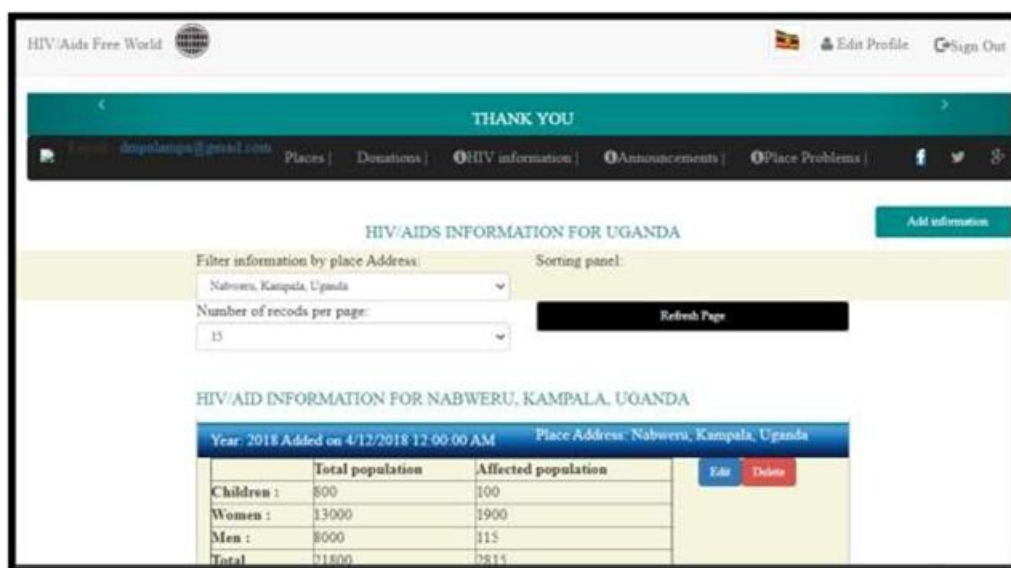 HIV/Aids Free World
Edit Profile Sign Out
THANK YOU
dmpalampa@gmail.com
Places | Donations | HIV information | Announcements | Place Problems |
Add information
HIV/AIDS INFORMATION FOR UGANDA
Filter information by place Address: Sorting panel:
Nabweru, Kampala, Uganda
Number of recods per page: Refresh Page
15
HIV/AID INFORMATION FOR NABWERU, KAMPALA, UGANDA
Year: 2018 Added on 4/12/2018 12:00:00 AM Place Address: Nabweru, Kampala, Uganda
Total population Affected population Edit Delete
Children : 800 100
Women : 13000 1900
Men : 8000 115
Total 21800 2815